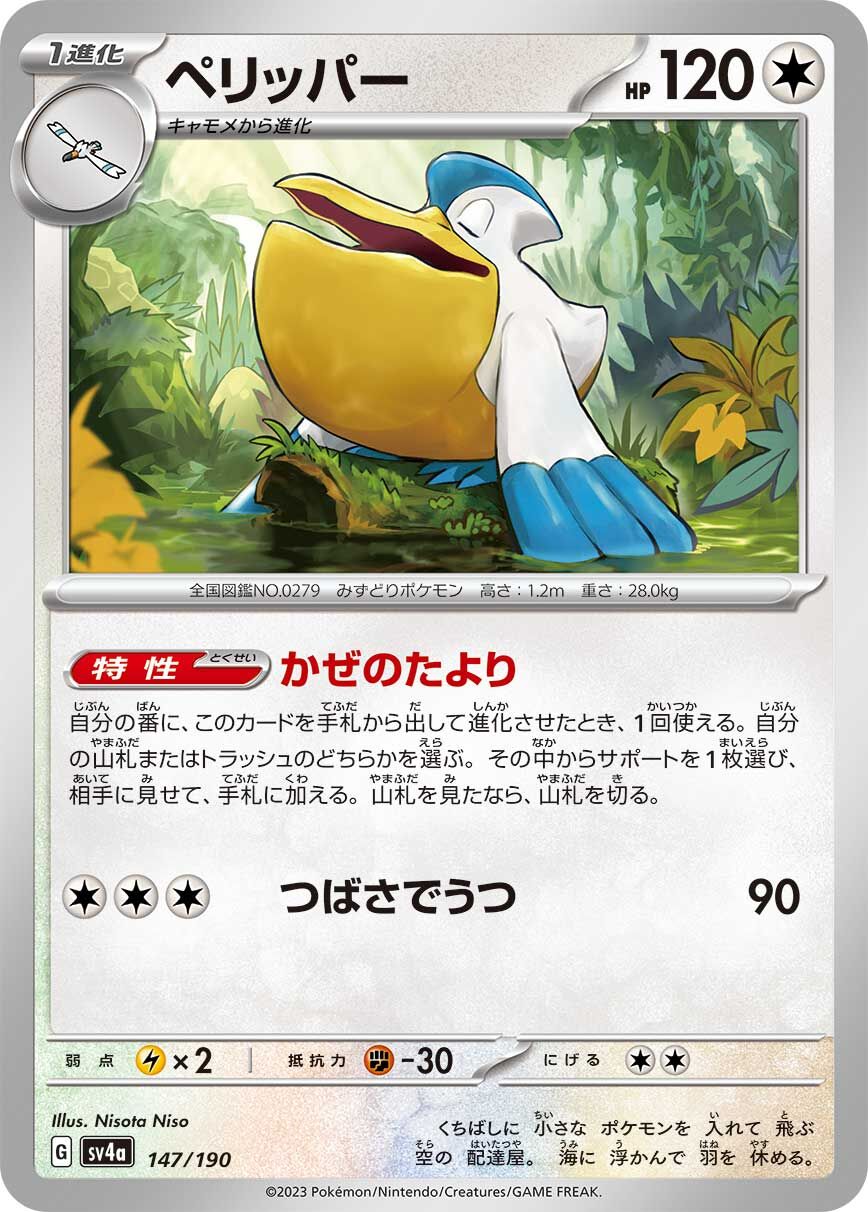 1進化
ペリッパー
HP 120
キャモメから進化
全国図鑑NO.0279 みずどりポケモン 高さ：1.2m 重さ：28.0kg
特性 とくせい かぜのたより
自分の番に、このカードを手札から出して進化させたとき、1回使える。自分
の山札またはトラッシュのどちらかを選ぶ。その中からサポートを1枚選び、
相手に見せて、手札に加える。山札を見たなら、山札を切る。
つばさでうつ 90
弱点 ×2 抵抗力 -30 にげる
Illus. Nisota Niso
G sv4a 147/190
くちばしに 小さな ポケモンを 入れて 飛ぶ
空の 配達屋。 海に 浮かんで 羽を 休める。
©2023 Pokémon/Nintendo/Creatures/GAME FREAK.